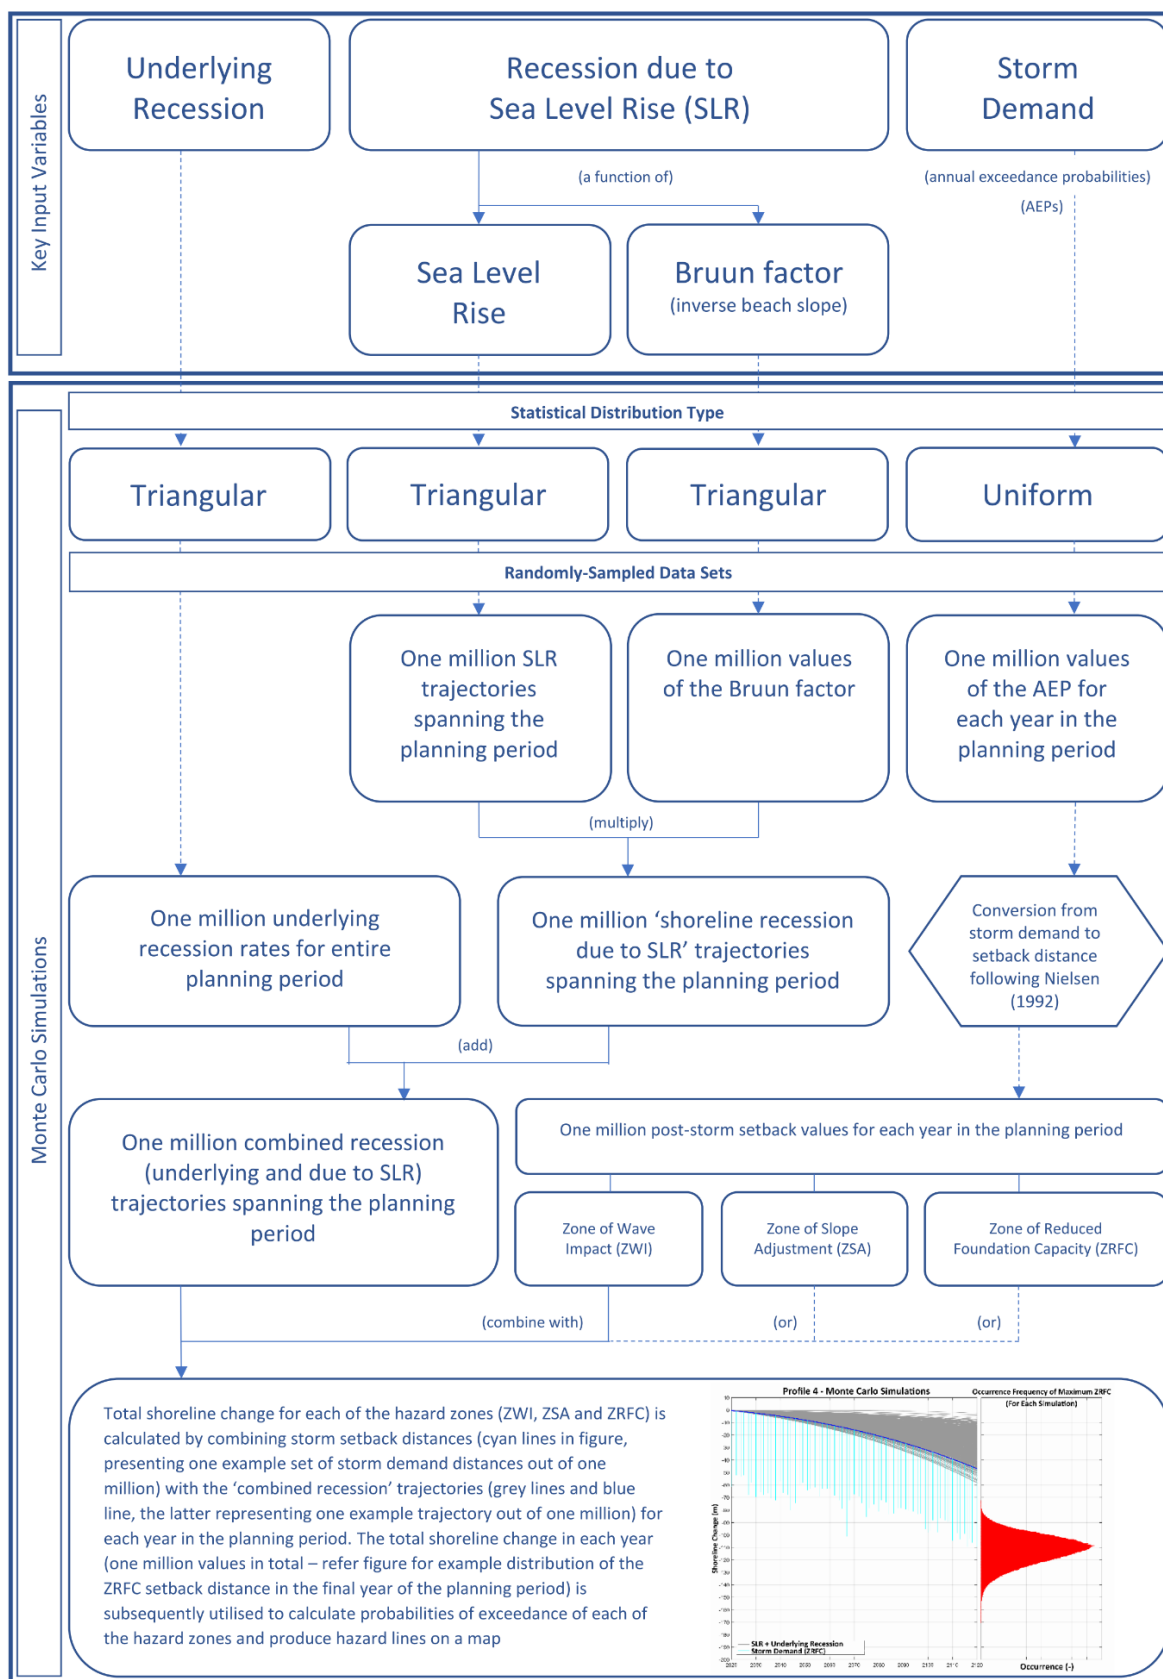 Key Input Variables
Underlying
Recession
Recession due to
Sea Level Rise (SLR)
Storm
Demand
(a function of)
(annual exceedance probabilities)
(AEPs)
Sea Level
Rise
Bruun factor
(inverse beach slope)
Monte Carlo Simulations
Statistical Distribution Type
Triangular
Triangular
Triangular
Uniform
Randomly-Sampled Data Sets
One million SLR
trajectories
spanning the
planning period
One million values
of the Bruun factor
One million values
of the AEP for
each year in the
planning period
(multiply)
One million underlying
recession rates for entire
planning period
One million ‘shoreline recession
due to SLR’ trajectories
spanning the planning period
Conversion from
storm demand to
setback distance
following Nielsen
(1992)
(add)
One million combined recession
(underlying and due to SLR)
trajectories spanning the planning
period
One million post-storm setback values for each year in the planning period
Zone of Wave
Impact (ZWI)
Zone of Slope
Adjustment (ZSA)
Zone of Reduced
Foundation Capacity (ZRFC)
(combine with)
(or)
(or)
Total shoreline change for each of the hazard zones (ZWI, ZSA and ZRFC) is
calculated by combining storm setback distances (cyan lines in figure,
presenting one example set of storm demand distances out of one
million) with the ‘combined recession’ trajectories (grey lines and blue
line, the latter representing one example trajectory out of one million) for
each year in the planning period. The total shoreline change in each year
(one million values in total – refer figure for example distribution of the
ZRFC setback distance in the final year of the planning period) is
subsequently utilised to calculate probabilities of exceedance of each of
the hazard zones and produce hazard lines on a map
Profile 4 - Monte Carlo Simulations
Occurrence Frequency of Maximum ZRFC
(For Each Simulation)
Shoreline Change (m)
SLR + Underlying Recession
Storm Demand (ZRFC)
Occurrence (-)